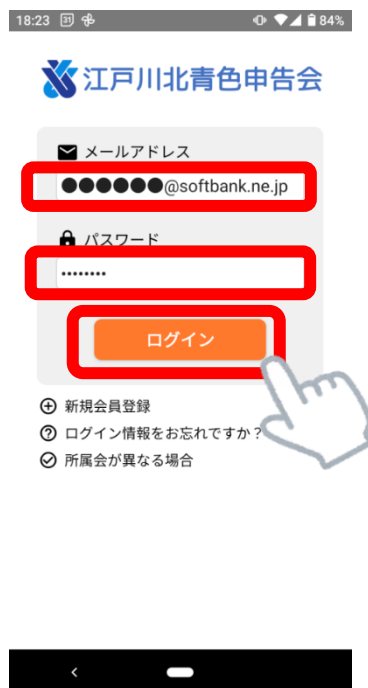 18:23 31 84%
江戸川北青色申告会
メールアドレス
●●●●●●@softbank.ne.jp
パスワード
••••••••
ログイン
新規会員登録
ログイン情報をお忘れですか?
所属会が異なる場合